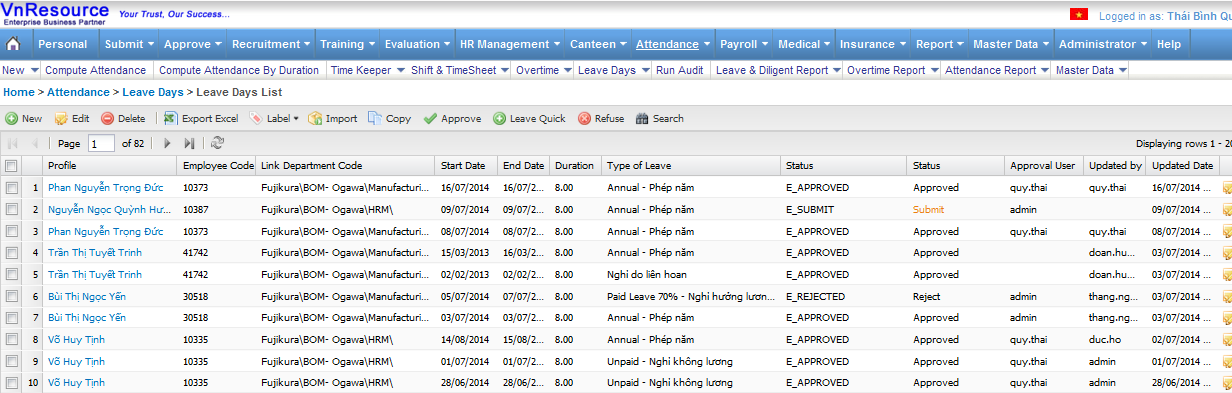 VnResource Your Trust, Our Success...
Enterprise Business Partner
Logged in as: Thái Bình Qu
Personal Submit Approve Recruitment Training Evaluation HR Management Canteen Attendance Payroll Medical Insurance Report Master Data Administrator Help
New Compute Attendance Compute Attendance By Duration Time Keeper Shift & TimeSheet Overtime Leave Days Run Audit Leave & Diligent Report Overtime Report Attendance Report Master Data
Home > Attendance > Leave Days > Leave Days List
New Edit Delete Export Excel Label Import Copy Approve Leave Quick Refuse Search
Page 1 of 82 Displaying rows 1 - 20
Profile Employee Code Link Department Code Start Date End Date Duration Type of Leave Status Status Approval User Updated by Updated Date
1 Phan Nguyễn Trọng Đức 10373 Fujikura\BOM- Ogawa\Manufacturi... 16/07/2014 16/07/2... 8.00 Annual - Phép năm E_APPROVED Approved quy.thai quy.thai 16/07/2014 ...
2 Nguyễn Ngọc Quỳnh Hư... 10387 Fujikura\BOM- Ogawa\HRM\ 09/07/2014 09/07/2... 8.00 Annual - Phép năm E_SUBMIT Submit admin 09/07/2014 ...
3 Phan Nguyễn Trọng Đức 10373 Fujikura\BOM- Ogawa\Manufacturi... 08/07/2014 08/07/2... 8.00 Annual - Phép năm E_APPROVED Approved quy.thai quy.thai 08/07/2014 ...
4 Trần Thị Tuyết Trinh 41742 Fujikura\BOM- Ogawa\Manufacturi... 15/03/2013 16/03/2... 8.00 Annual - Phép năm E_APPROVED Approved doan.hu... 03/07/2014 ...
5 Trần Thị Tuyết Trinh 41742 Fujikura\BOM- Ogawa\Manufacturi... 02/02/2013 02/02/2... 8.00 Nghỉ do liên hoan E_APPROVED Approved doan.hu... 03/07/2014 ...
6 Bùi Thị Ngọc Yến 30518 Fujikura\BOM- Ogawa\Manufacturi... 05/07/2014 07/07/2... 8.00 Paid Leave 70% - Nghỉ hưởng lươn... E_REJECTED Reject admin thang.ng... 03/07/2014 ...
7 Bùi Thị Ngọc Yến 30518 Fujikura\BOM- Ogawa\Manufacturi... 03/07/2014 03/07/2... 8.00 Annual - Phép năm E_APPROVED Approved admin thang.ng... 03/07/2014 ...
8 Võ Huy Tịnh 10335 Fujikura\BOM- Ogawa\HRM\ 14/08/2014 15/08/2... 8.00 Annual - Phép năm E_APPROVED Approved quy.thai duc.ho 02/07/2014 ...
9 Võ Huy Tịnh 10335 Fujikura\BOM- Ogawa\HRM\ 01/07/2014 01/07/2... 8.00 Unpaid - Nghỉ không lương E_APPROVED Approved quy.thai admin 01/07/2014 ...
10 Võ Huy Tịnh 10335 Fujikura\BOM- Ogawa\HRM\ 28/06/2014 28/06/2... 8.00 Unpaid - Nghỉ không lương E_APPROVED Approved quy.thai admin 28/06/2014 ...